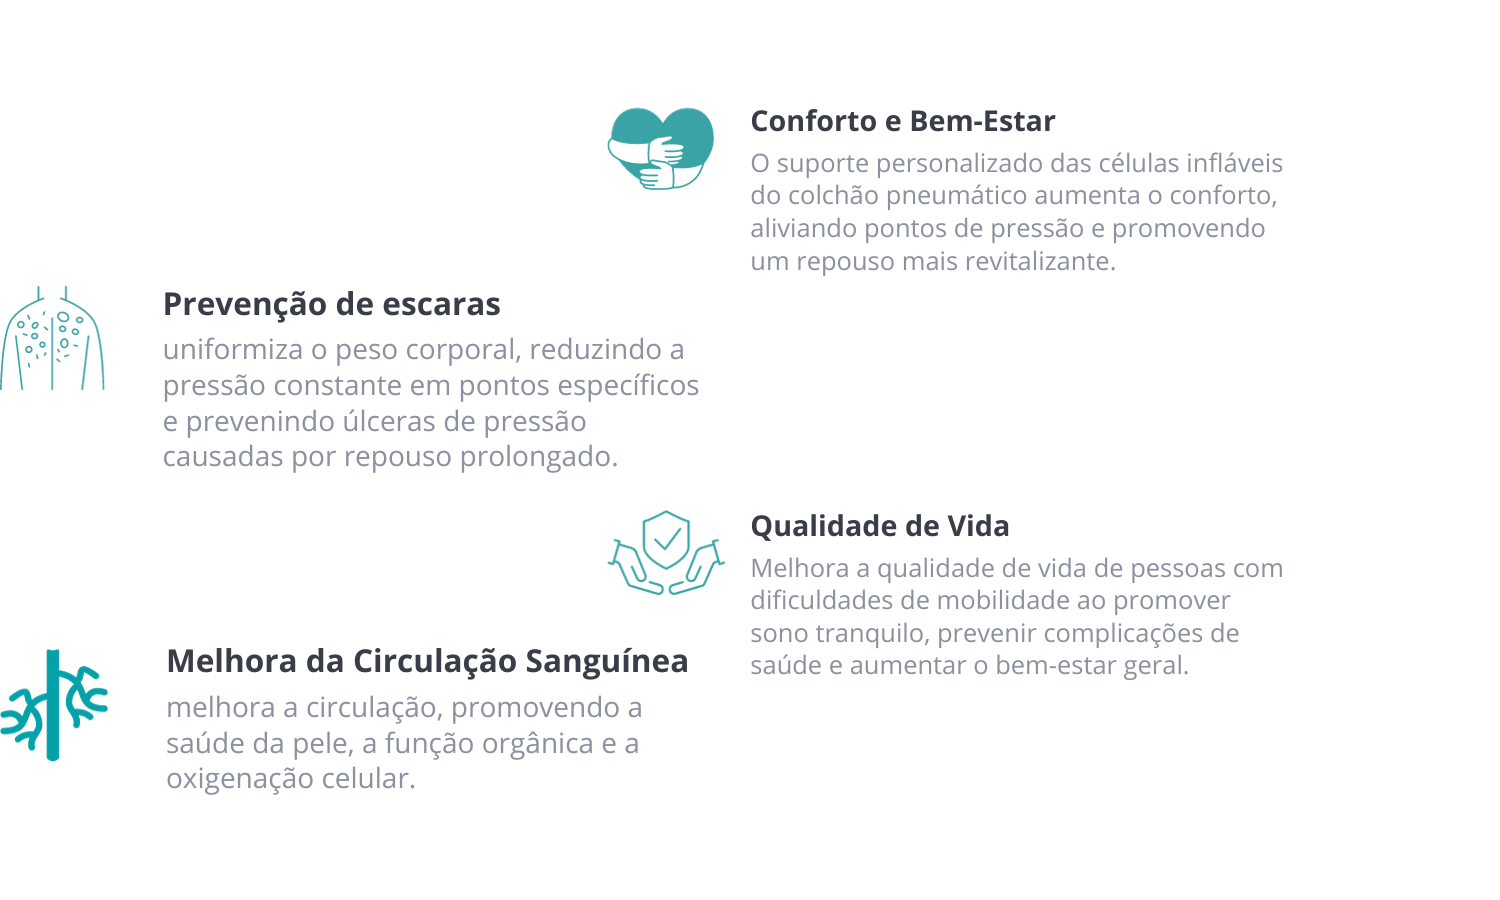 Conforto e Bem-Estar
O suporte personalizado das células infláveis
do colchão pneumático aumenta o conforto,
aliviando pontos de pressão e promovendo
um repouso mais revitalizante.
Prevenção de escaras
uniformiza o peso corporal, reduzindo a
pressão constante em pontos específicos
e prevenindo úlceras de pressão
causadas por repouso prolongado.
Qualidade de Vida
Melhora a qualidade de vida de pessoas com
dificuldades de mobilidade ao promover
sono tranquilo, prevenir complicações de
saúde e aumentar o bem-estar geral.
Melhora da Circulação Sanguínea
melhora a circulação, promovendo a
saúde da pele, a função orgânica e a
oxigenação celular.